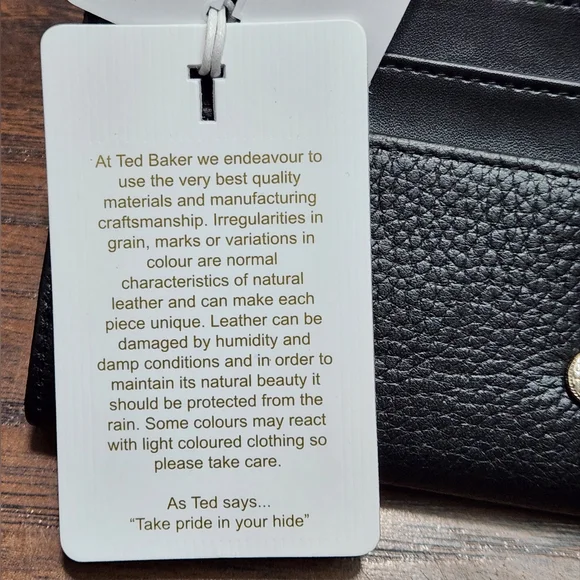 At Ted Baker we endeavour to
use the very best quality
materials and manufacturing
craftsmanship. Irregularities in
grain, marks or variations in
colour are normal
characteristics of natural
leather and can make each
piece unique. Leather can be
damaged by humidity and
damp conditions and in order to
maintain its natural beauty it
should be protected from the
rain. Some colours may react
with light coloured clothing so
please take care.
As Ted says...
“Take pride in your hide”